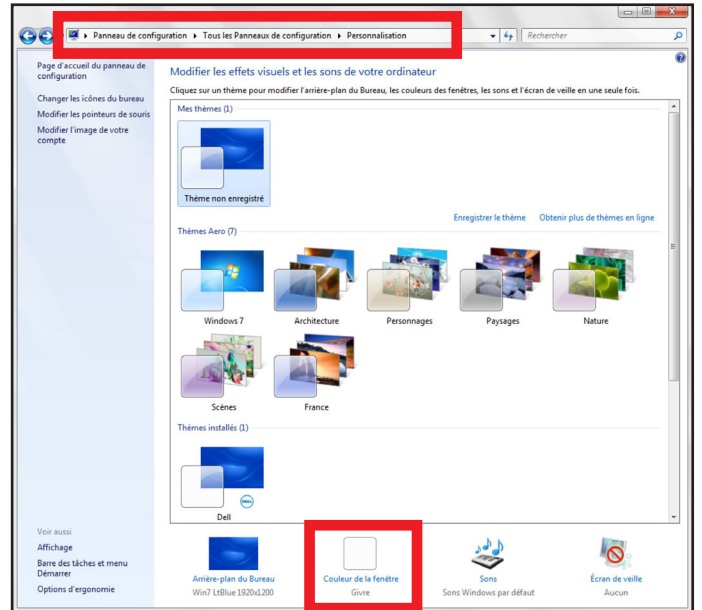 Panneau de configuration ▸ Tous les Panneaux de configuration ▸ Personnalisation
Rechercher
Page d'accueil du panneau de
configuration
Changer les icônes du bureau
Modifier les pointeurs de souris
Modifier l'image de votre
compte
Modifier les effets visuels et les sons de votre ordinateur
Cliquez sur un thème pour modifier l'arrière-plan du Bureau, les couleurs des fenêtres, les sons et l'écran de veille en une seule fois.
Mes thèmes (1)
Thème non enregistré
Enregistrer le thème Obtenir plus de thèmes en ligne
Thèmes Aero (7)
Windows 7 Architecture Personnages Paysages Nature
Scènes France
Thèmes installés (1)
DELL
Dell
Voir aussi
Affichage
Barre des tâches et menu
Démarrer
Options d'ergonomie
Arrière-plan du Bureau Couleur de la fenêtre Sons Écran de veille
Win7 LtBlue 1920x1200 Givre Sons Windows par défaut Aucun